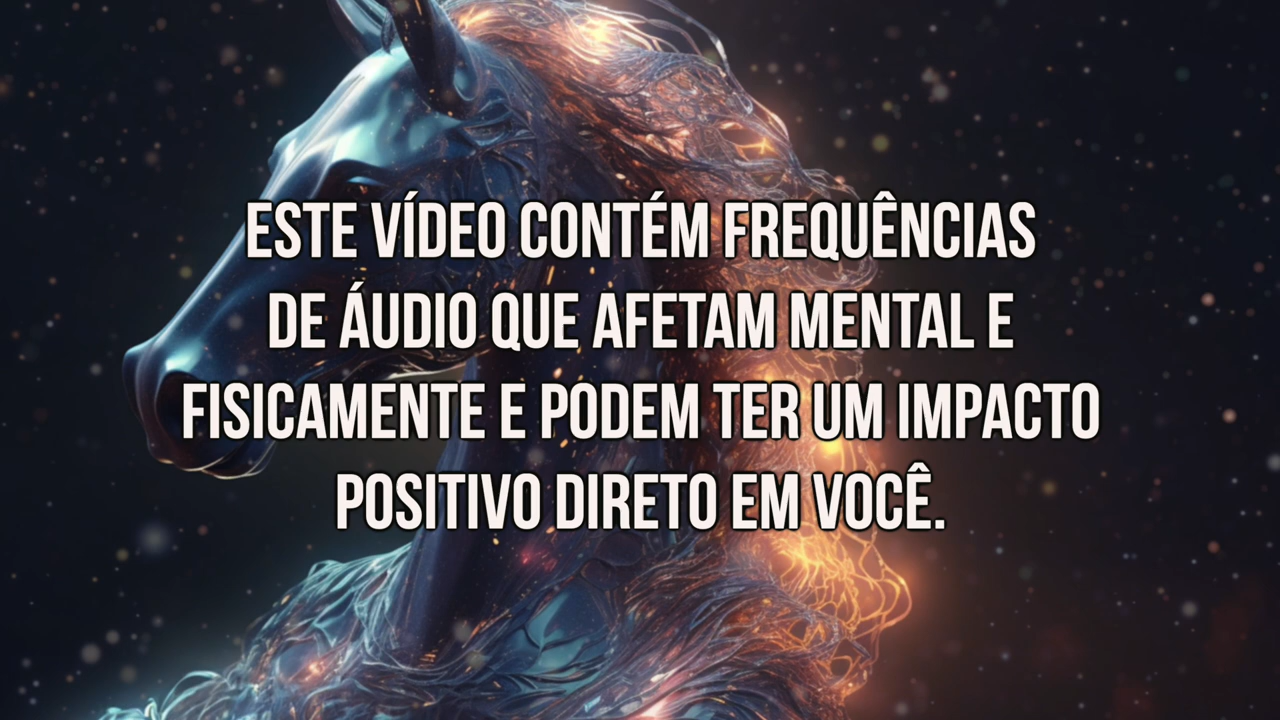 ESTE VÍDEO CONTÉM FREQUÊNCIAS
DE ÁUDIO QUE AFETAM MENTAL E
FISICAMENTE E PODEM TER UM IMPACTO
POSITIVO DIRETO EM VOCÊ.